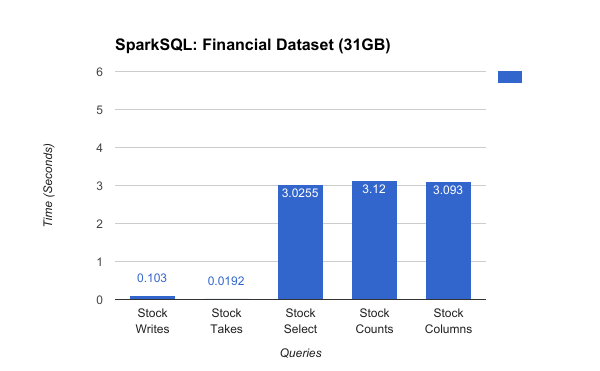 SparkSQL: Financial Dataset (31GB)
6
5
4
3
2
1
0
Time (Seconds)
0.103
0.0192
3.0255
3.12
3.093
Stock
Writes
Stock
Takes
Stock
Select
Stock
Counts
Stock
Columns
Queries